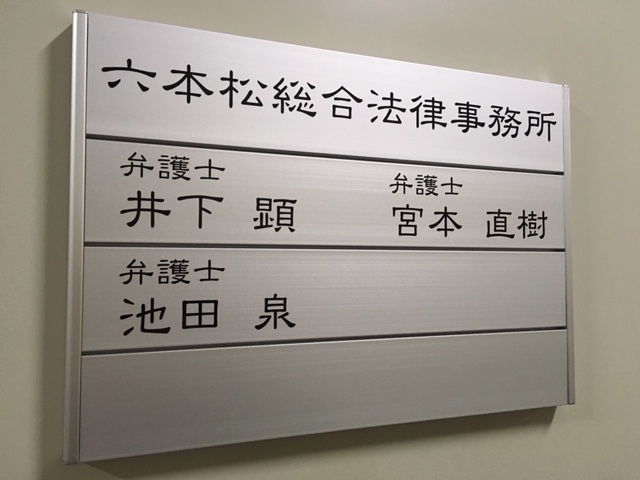 六本松総合法律事務所
弁護士 弁護士
井下 顕 宮本 直樹
弁護士
池田 泉